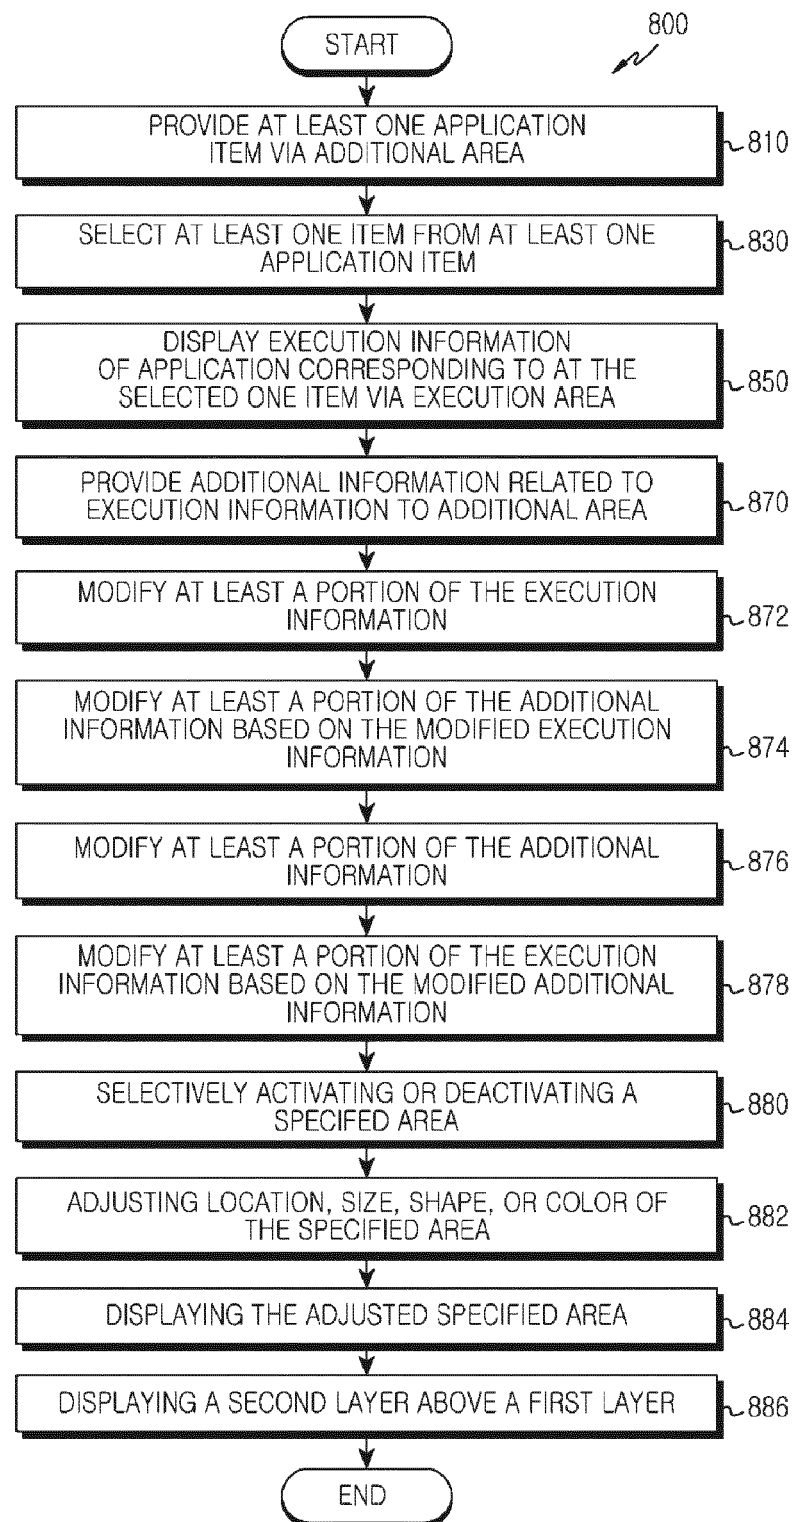 START
800
PROVIDE AT LEAST ONE APPLICATION
ITEM VIA ADDITIONAL AREA
810
SELECT AT LEAST ONE ITEM FROM AT LEAST ONE
APPLICATION ITEM
830
DISPLAY EXECUTION INFORMATION
OF APPLICATION CORRESPONDING TO AT THE
SELECTED ONE ITEM VIA EXECUTION AREA
850
PROVIDE ADDITIONAL INFORMATION RELATED TO
EXECUTION INFORMATION TO ADDITIONAL AREA
870
MODIFY AT LEAST A PORTION OF THE EXECUTION
INFORMATION
872
MODIFY AT LEAST A PORTION OF THE ADDITIONAL
INFORMATION BASED ON THE MODIFIED EXECUTION
INFORMATION
874
MODIFY AT LEAST A PORTION OF THE ADDITIONAL
INFORMATION
876
MODIFY AT LEAST A PORTION OF THE EXECUTION
INFORMATION BASED ON THE MODIFIED ADDITIONAL
INFORMATION
878
SELECTIVELY ACTIVATING OR DEACTIVATING A
SPECIFED AREA
880
ADJUSTING LOCATION, SIZE, SHAPE, OR COLOR OF
THE SPECIFIED AREA
882
DISPLAYING THE ADJUSTED SPECIFIED AREA
884
DISPLAYING A SECOND LAYER ABOVE A FIRST LAYER
886
END